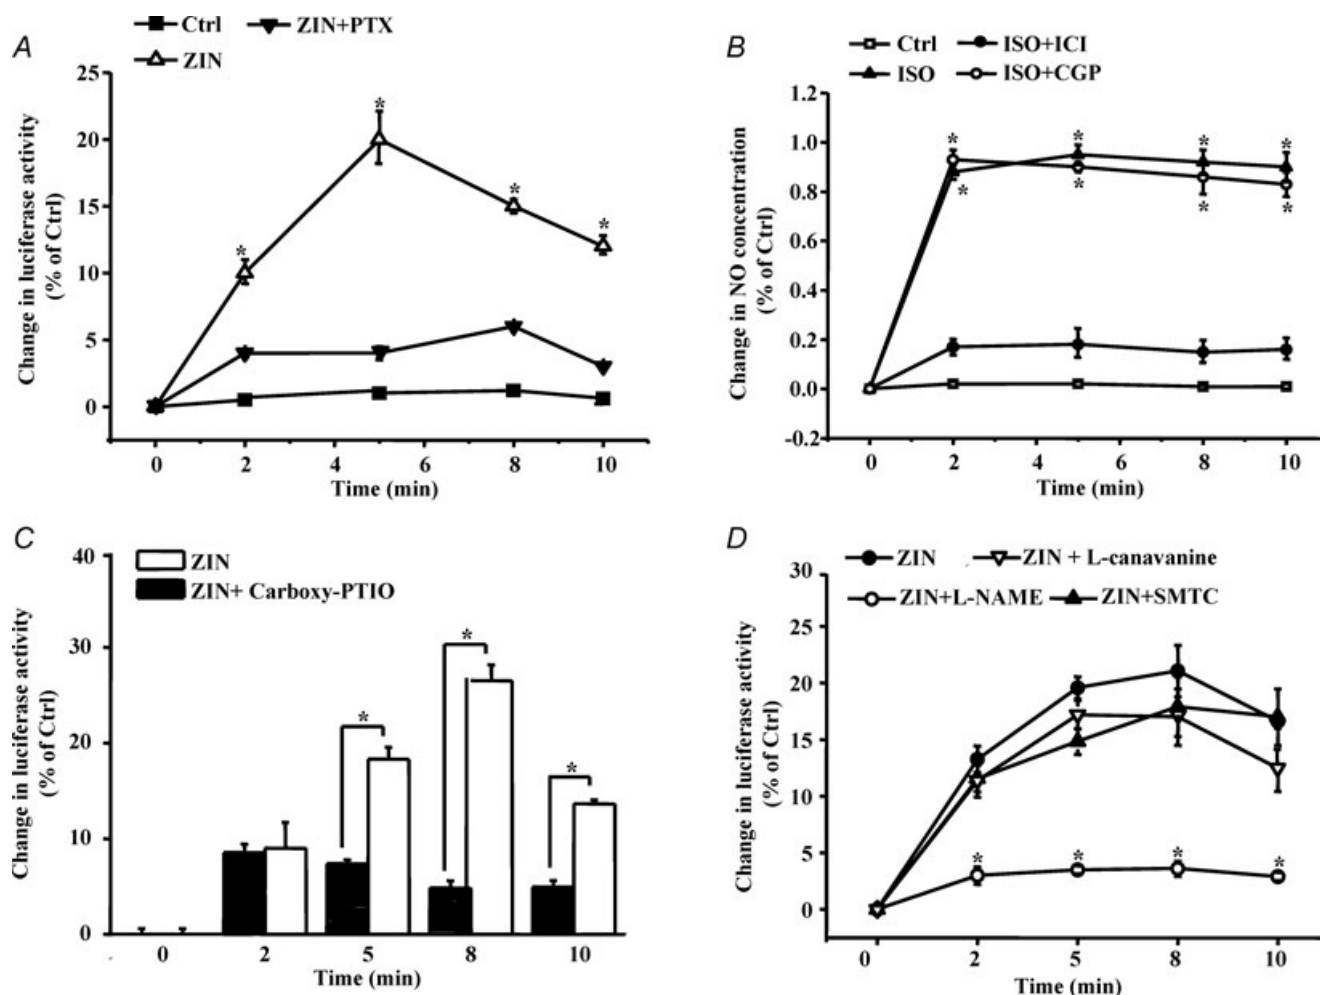 A
Ctrl ZIN+PTX
ZIN
Change in luciferase activity
(% of Ctrl)
25
20
15
10
5
0
*
*
*
*
0 2 4 6 8 10
Time (min)
B
Ctrl ISO+ICI
ISO ISO+CGP
Change in NO concentration
(% of Ctrl)
1.2
1.0
0.8
0.6
0.4
0.2
0.0
-0.2
* * * *
* * * *
0 2 4 6 8 10
Time (min)
C
ZIN
ZIN+ Carboxy-PTIO
Change in luciferase activity
(% of Ctrl)
40
30
20
10
0
*
*
*
0 2 5 8 10
Time (min)
D
ZIN ZIN + L-canavanine
ZIN+L-NAME ZIN+SMTC
Change in luciferase activity
(% of Ctrl)
30
25
20
15
10
5
0
* * * *
0 2 5 8 10
Time (min)